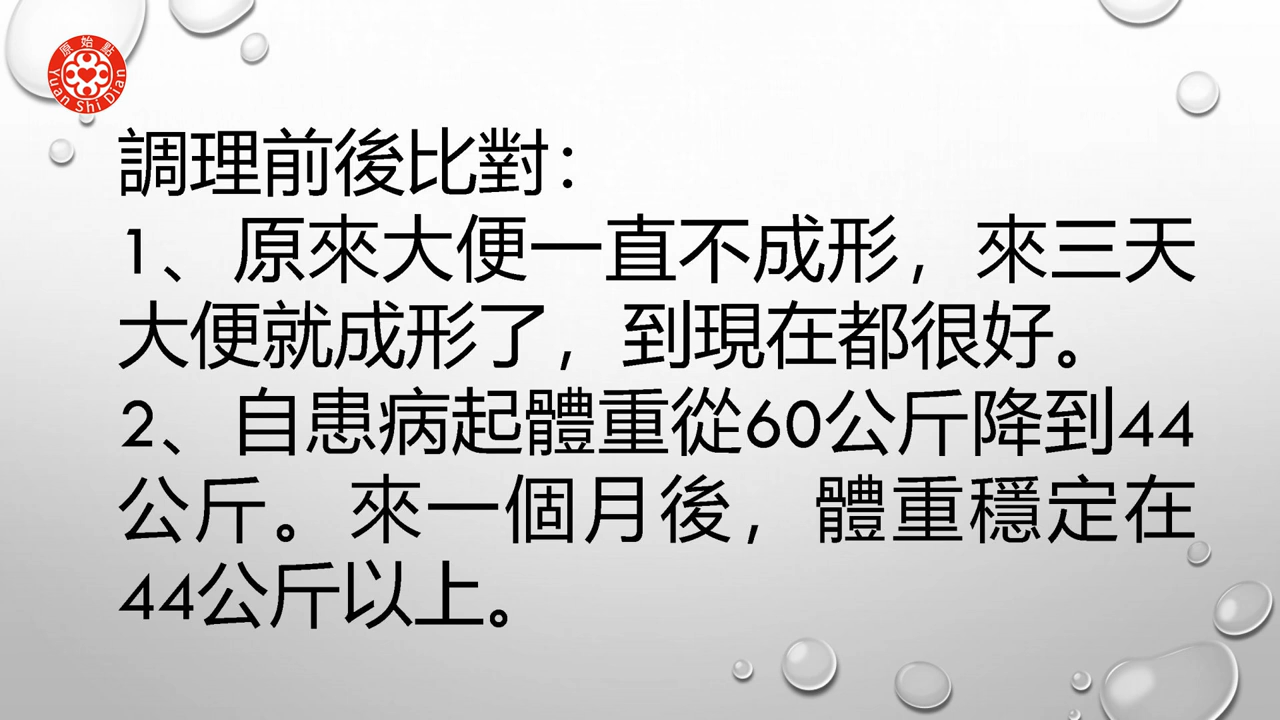 原始點
Yuan Shi Dian
調理前後比對：
1、原來大便一直不成形，來三天
大便就成形了，到現在都很好。
2、自患病起體重從60公斤降到44
公斤。來一個月後，體重穩定在
44公斤以上。